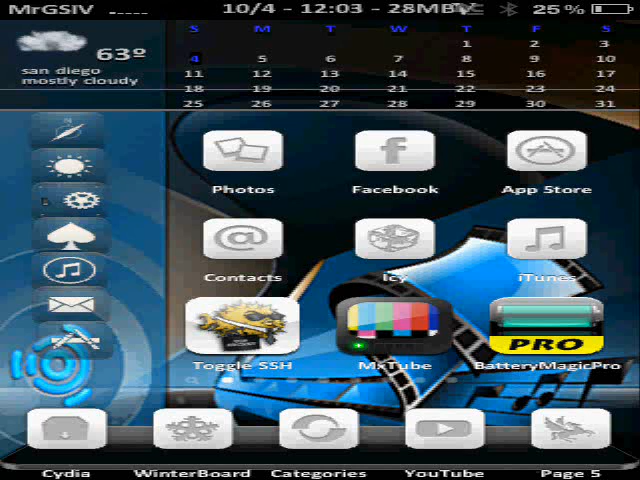 MrGSIV 10/4 - 12:03 - 28MB 25%
S M T W T F S
1 2 3
4 5 6 7 8 9 10
11 12 13 14 15 16 17
18 19 20 21 22 23 24
25 26 27 28 29 30 31
63º
san diego
mostly cloudy
Photos Facebook App Store
Contacts Icy iTunes
PRO
Toggle SSH MxTube BatteryMagicPro
Cydia WinterBoard Categories YouTube Page 5